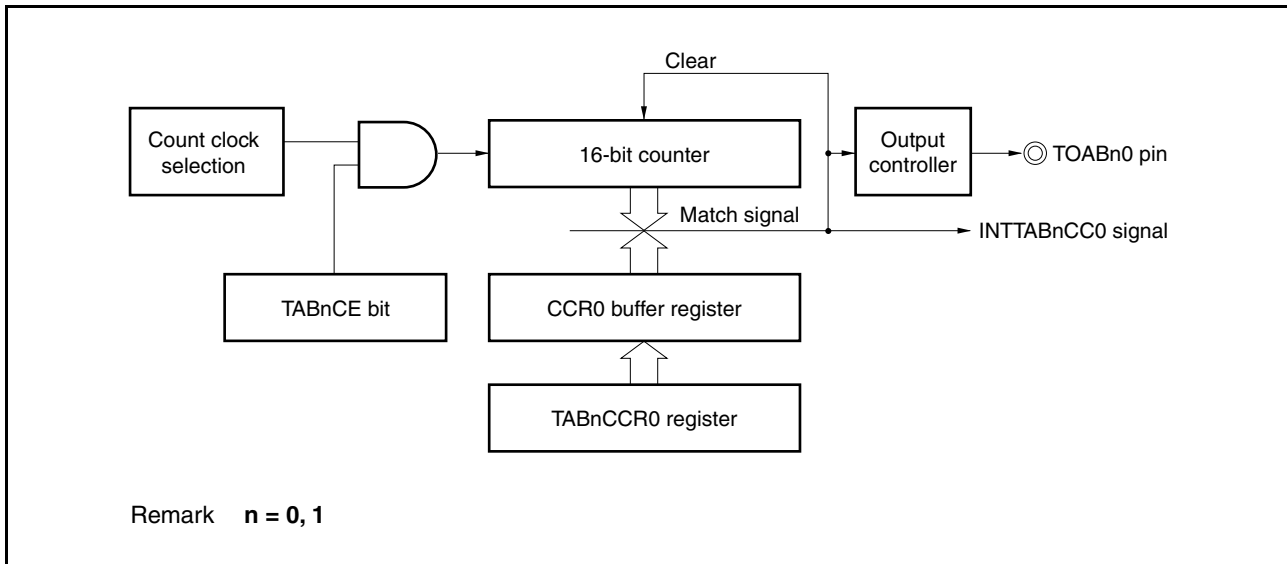 Clear
Count clock
selection
16-bit counter
Output
controller
TOABn0 pin
Match signal
INTTABnCC0 signal
TABnCE bit
CCR0 buffer register
TABnCCR0 register
Remark n = 0, 1